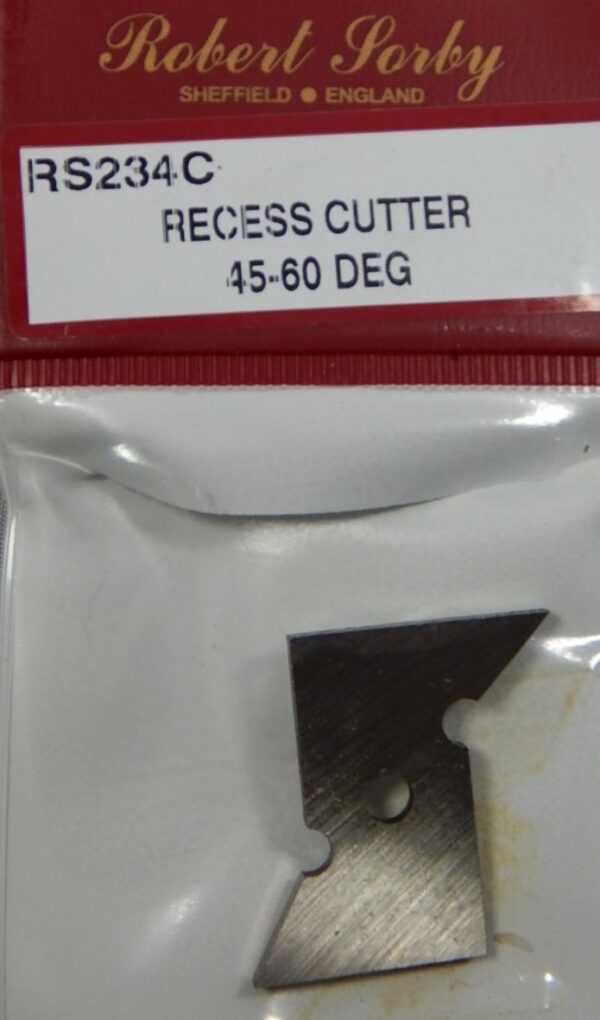 Robert Sorby
SHEFFIELD ● ENGLAND
RS234C
RECESS CUTTER
45-60 DEG